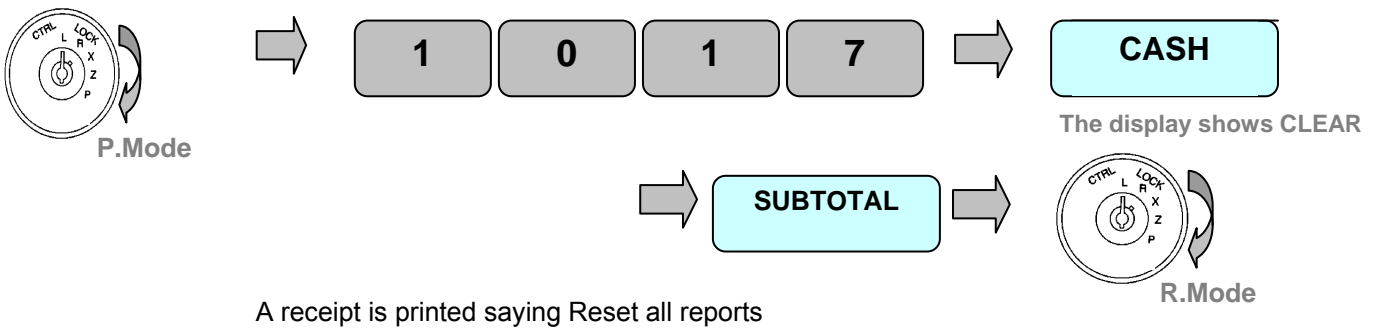 CTRL L LOCK R X Z P
P.Mode
1 0 1 7
CASH
The display shows CLEAR
SUBTOTAL
CTRL L LOCK R X Z P
R.Mode
A receipt is printed saying Reset all reports